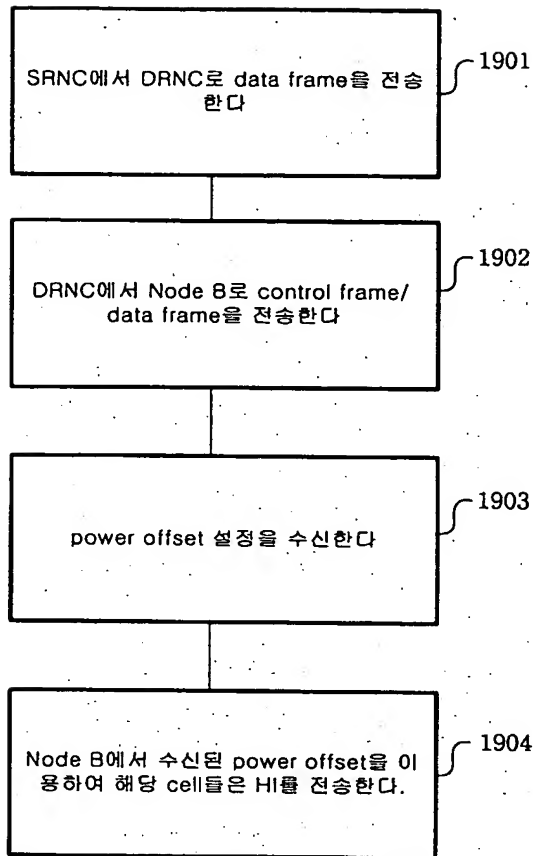 SRNC에서 DRNC로 data frame을 전송
한다
1901
DRNC에서 Node B로 control frame/
data frame을 전송한다
1902
power offset 설정을 수신한다
1903
Node B에서 수신된 power offset을 이
용하여 해당 cell들은 HI를 전송한다.
1904